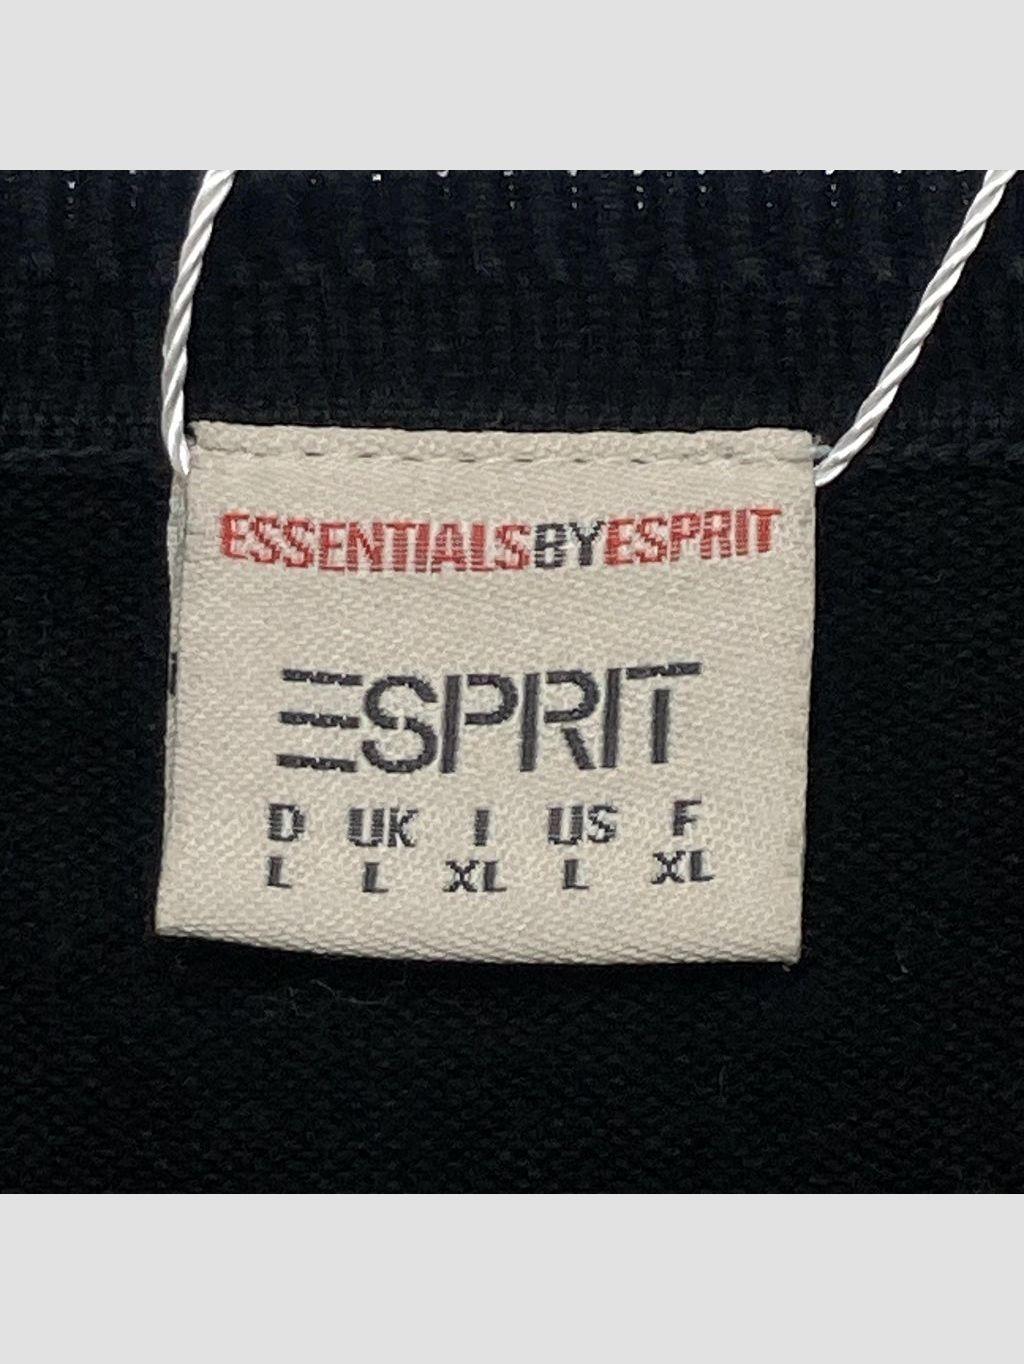 ESSENTIALSBYESPRIT
ESPRIT
D UK I US F
L L XL L XL